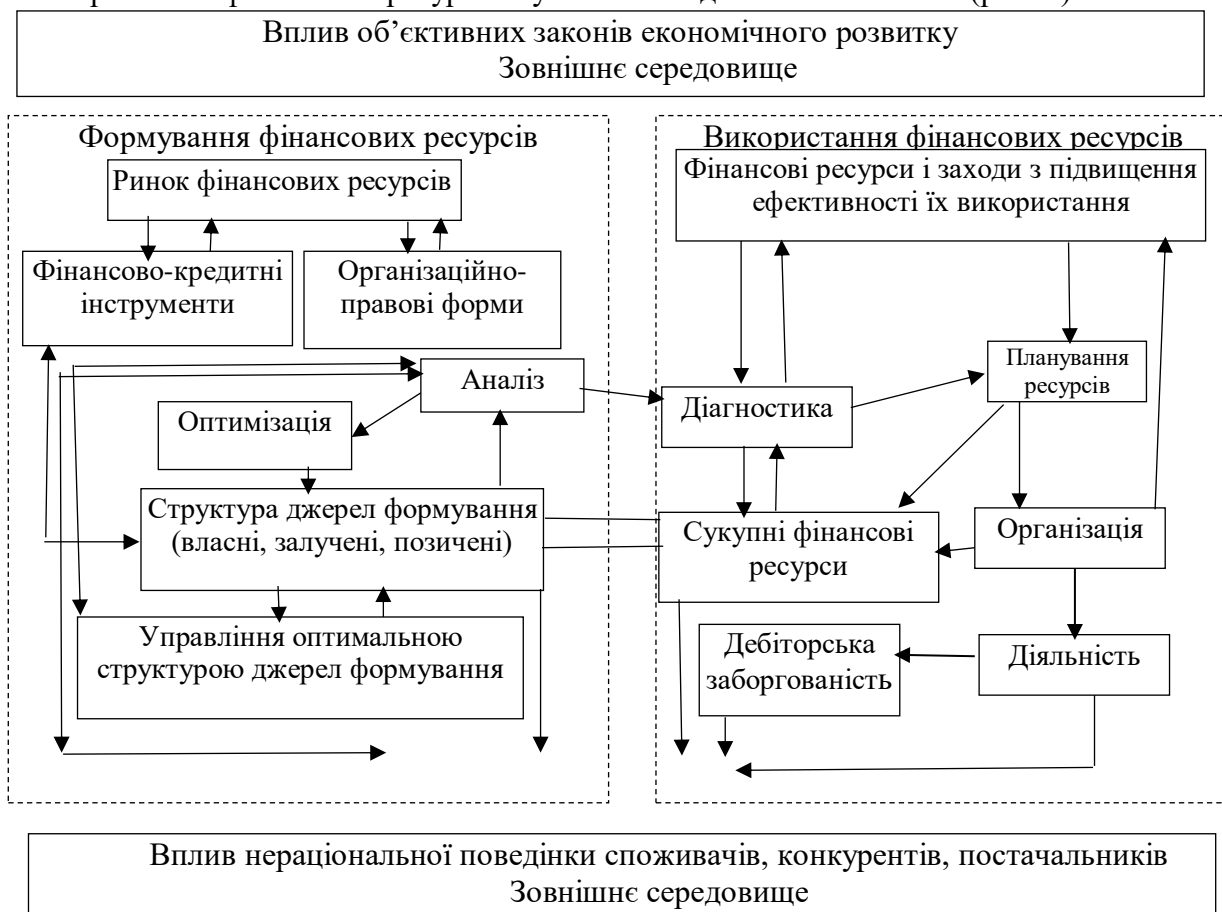 Вплив об’єктивних законів економічного розвитку
Зовнішнє середовище
Формування фінансових ресурсів
Ринок фінансових ресурсів
Фінансово-кредитні
інструменти
Організаційно-
правові форми
Аналіз
Оптимізація
Структура джерел формування
(власні, залучені, позичені)
Управління оптимальною
структурою джерел формування
Використання фінансових ресурсів
Фінансові ресурси і заходи з підвищення
ефективності їх використання
Планування
ресурсів
Діагностика
Сукупні фінансові
ресурси
Організація
Дебіторська
заборгованість
Діяльність
Вплив нераціональної поведінки споживачів, конкурентів, постачальників
Зовнішнє середовище